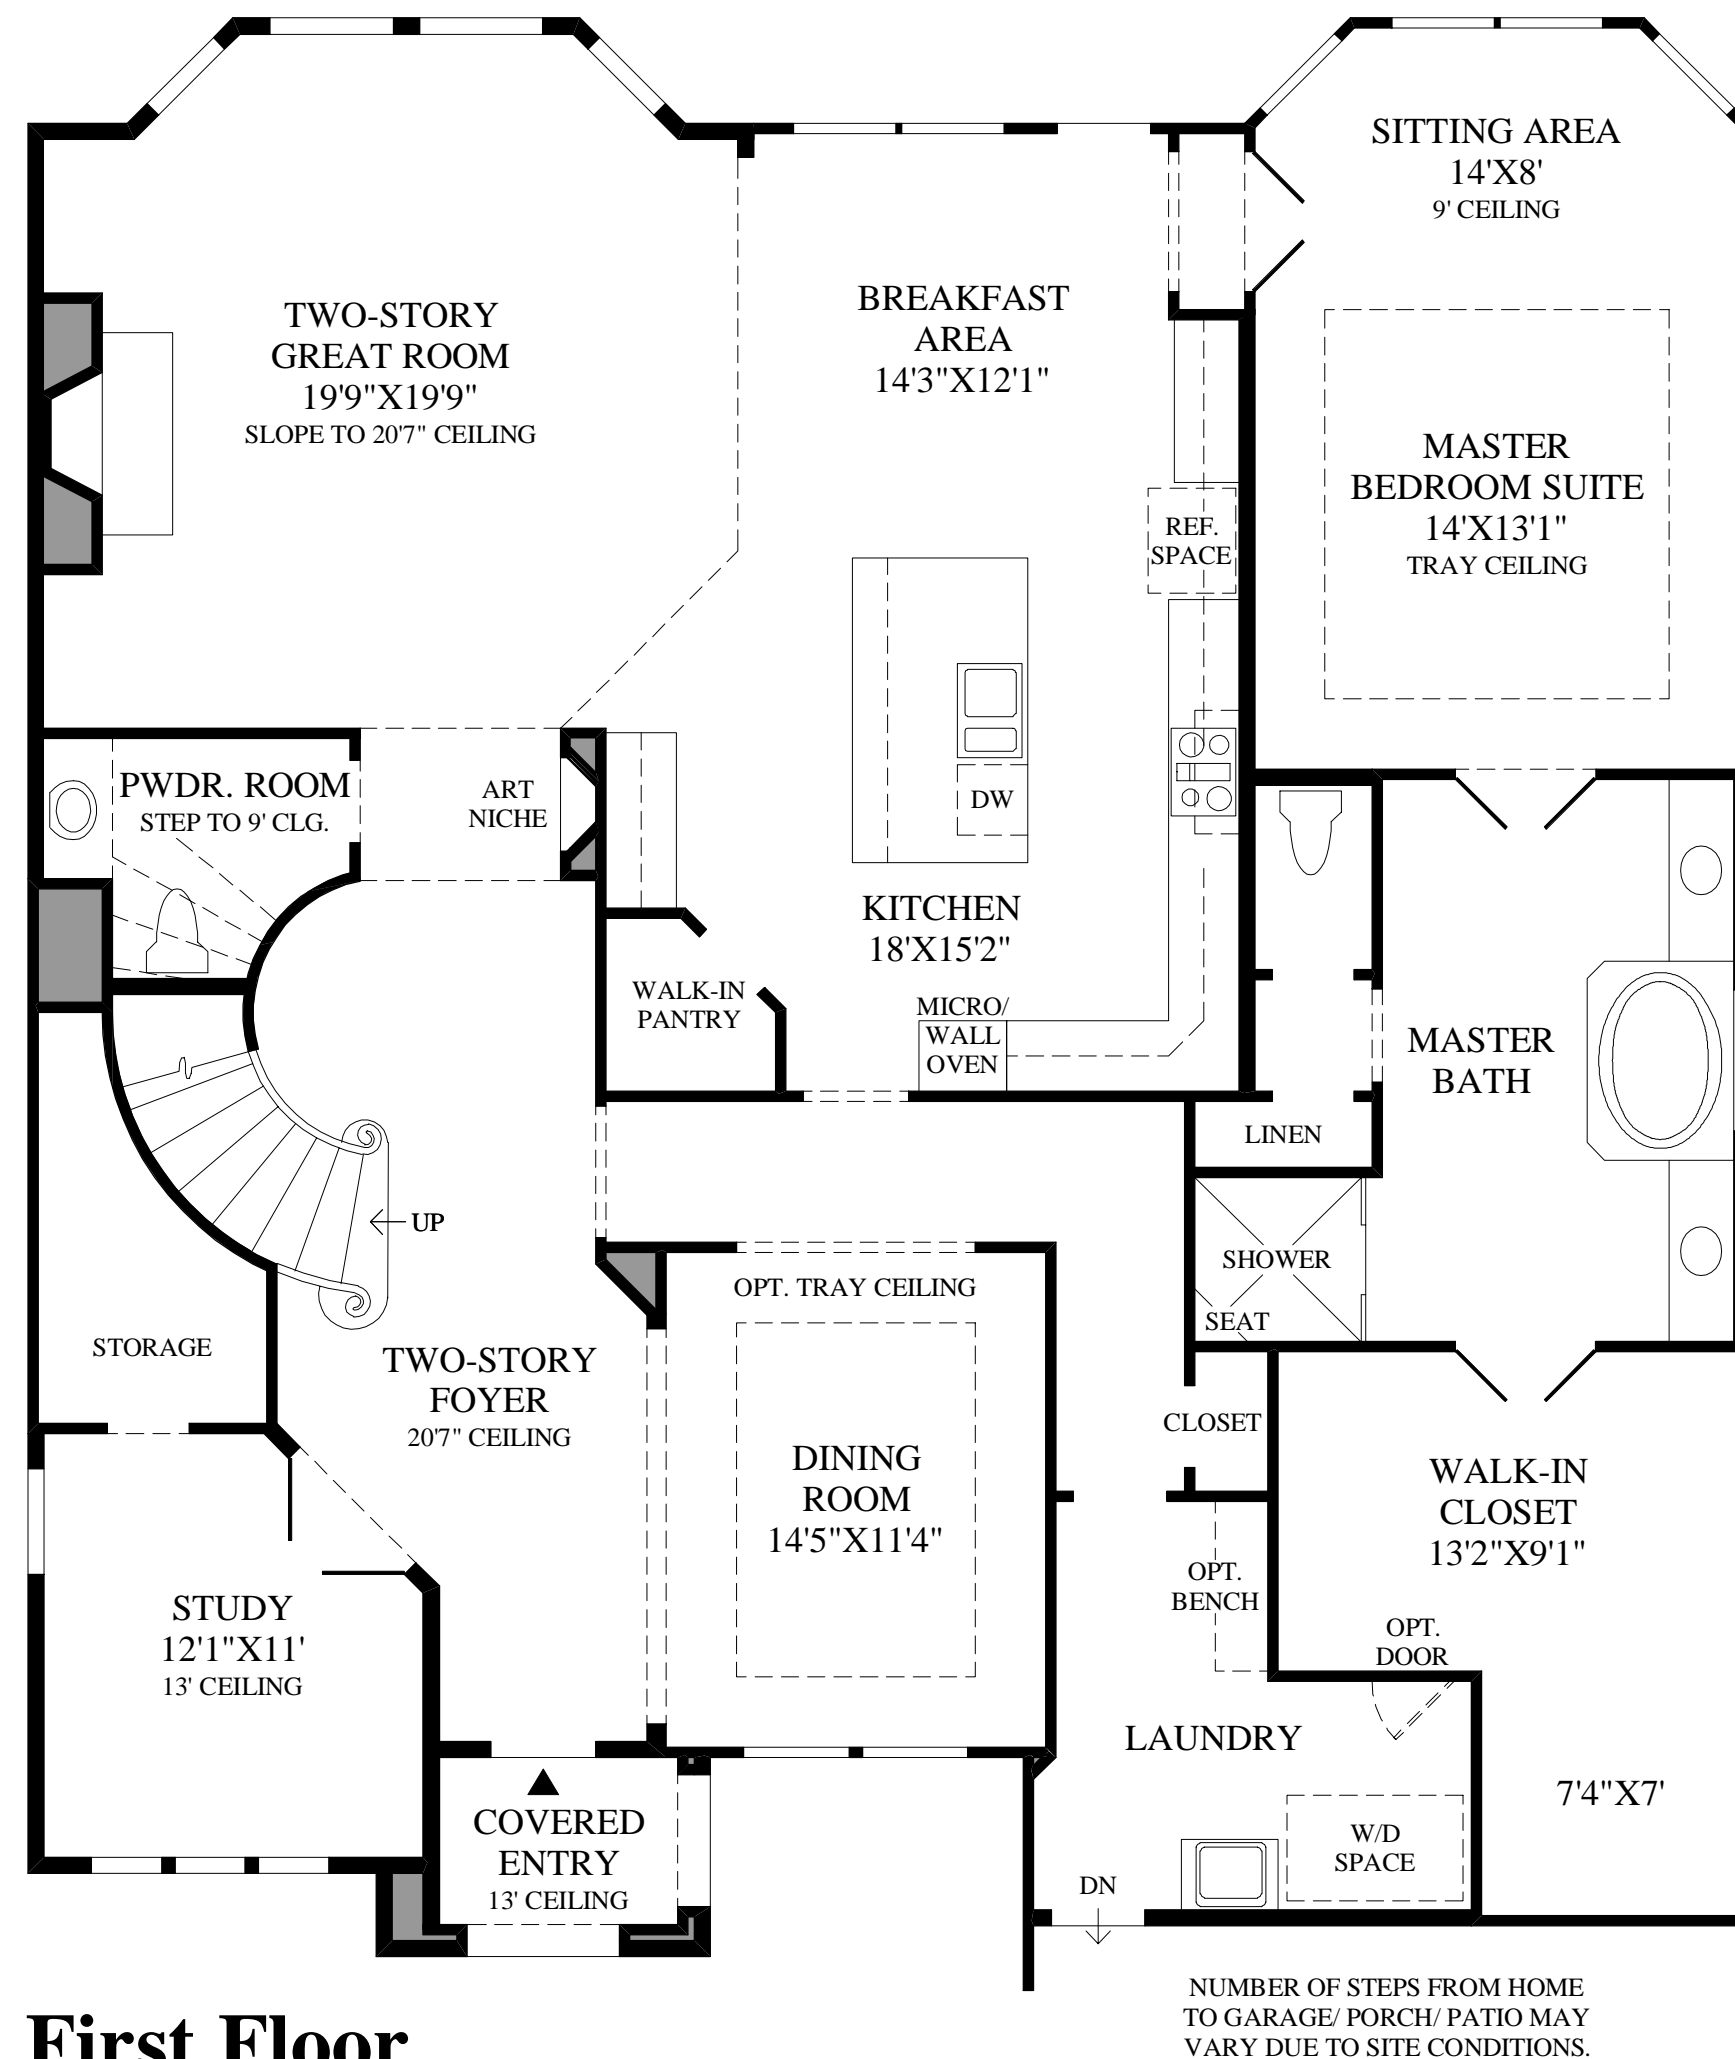 SITTING AREA
14'X8'
9' CEILING
TWO-STORY
GREAT ROOM
19'9"X19'9"
SLOPE TO 20'7" CEILING
BREAKFAST
AREA
14'3"X12'1"
MASTER
BEDROOM SUITE
14'X13'1"
TRAY CEILING
REF.
SPACE
PWDR. ROOM
STEP TO 9' CLG.
ART
NICHE
DW
KITCHEN
18'X15'2"
WALK-IN
PANTRY
MICRO/
WALL
OVEN
MASTER
BATH
LINEN
UP
SHOWER
SEAT
OPT. TRAY CEILING
STORAGE
TWO-STORY
FOYER
20'7" CEILING
CLOSET
DINING
ROOM
14'5"X11'4"
WALK-IN
CLOSET
13'2"X9'1"
OPT.
BENCH
STUDY
12'1"X11'
13' CEILING
OPT.
DOOR
LAUNDRY
7'4"X7'
COVERED
ENTRY
13' CEILING
W/D
SPACE
DN
NUMBER OF STEPS FROM HOME
TO GARAGE/ PORCH/ PATIO MAY
VARY DUE TO SITE CONDITIONS.
First Floor